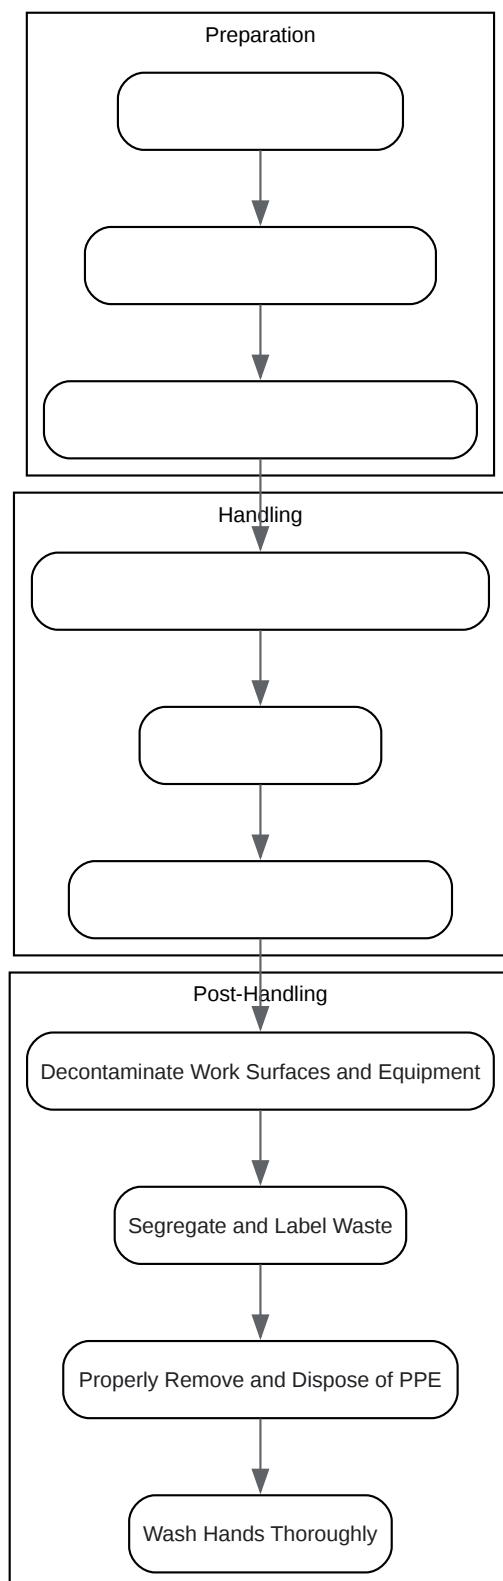 Preparation
Handling
Post-Handling
Decontaminate Work Surfaces and Equipment
Segregate and Label Waste
Properly Remove and Dispose of PPE
Wash Hands Thoroughly